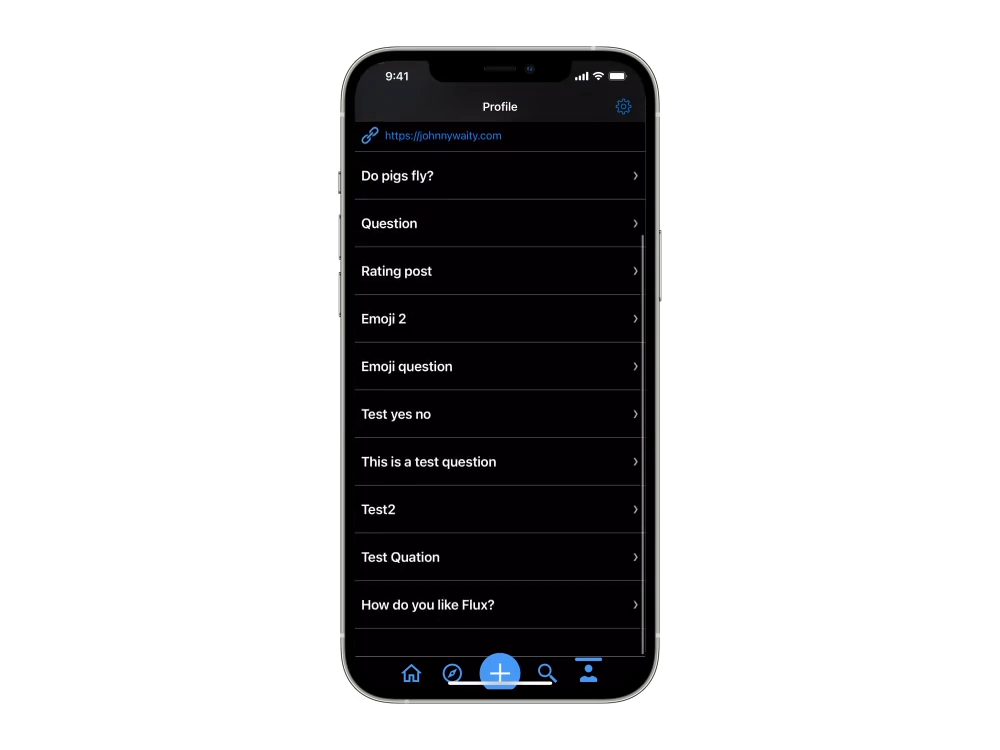 9:41
Profile
https://johnnywaity.com
Do pigs fly?
Question
Rating post
Emoji 2
Emoji question
Test yes no
This is a test question
Test2
Test Quation
How do you like Flux?